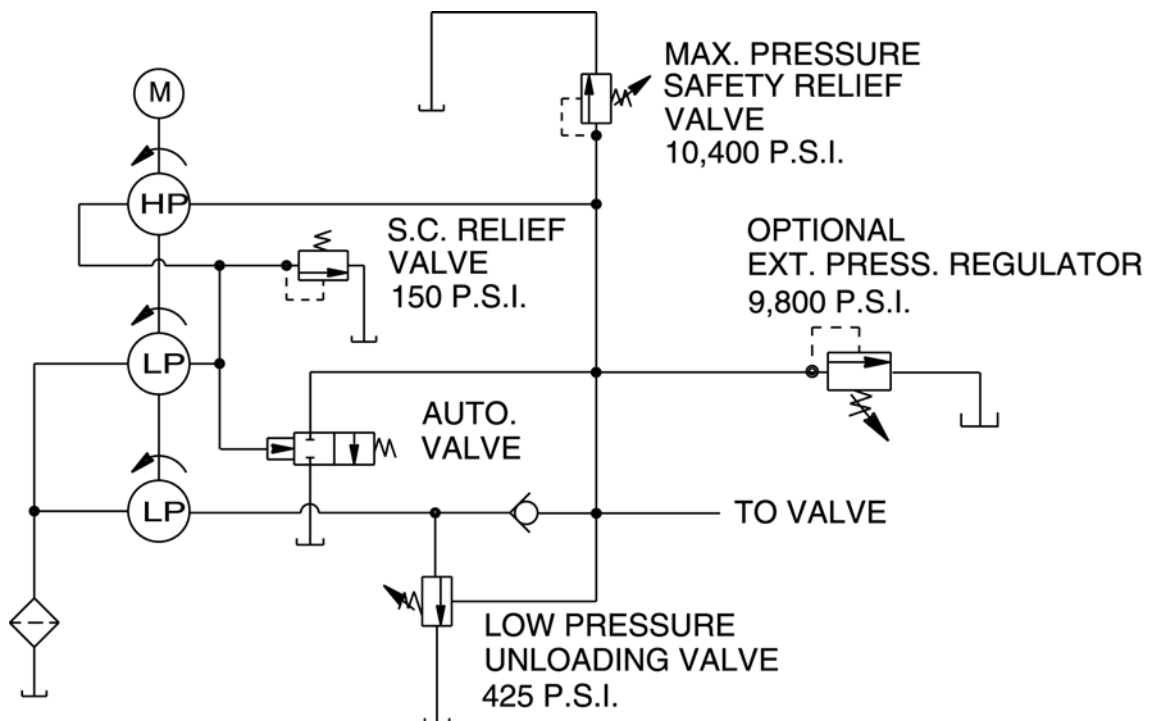 MAX. PRESSURE
SAFETY RELIEF
VALVE
10,400 P.S.I.
M
HP
S.C. RELIEF
VALVE
150 P.S.I.
OPTIONAL
EXT. PRESS. REGULATOR
9,800 P.S.I.
LP
AUTO.
VALVE
LP
TO VALVE
LOW PRESSURE
UNLOADING VALVE
425 P.S.I.